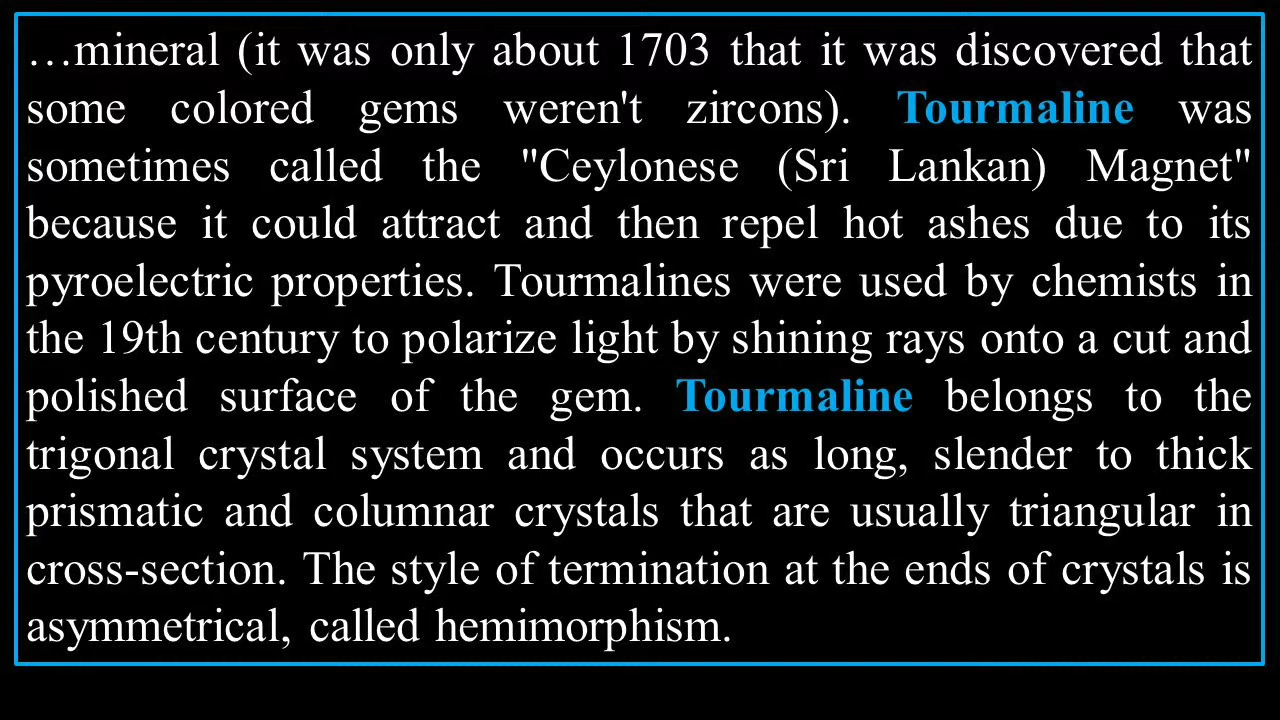 …mineral (it was only about 1703 that it was discovered that
some colored gems weren't zircons). Tourmaline was
sometimes called the "Ceylonese (Sri Lankan) Magnet"
because it could attract and then repel hot ashes due to its
pyroelectric properties. Tourmalines were used by chemists in
the 19th century to polarize light by shining rays onto a cut and
polished surface of the gem. Tourmaline belongs to the
trigonal crystal system and occurs as long, slender to thick
prismatic and columnar crystals that are usually triangular in
cross-section. The style of termination at the ends of crystals is
asymmetrical, called hemimorphism.